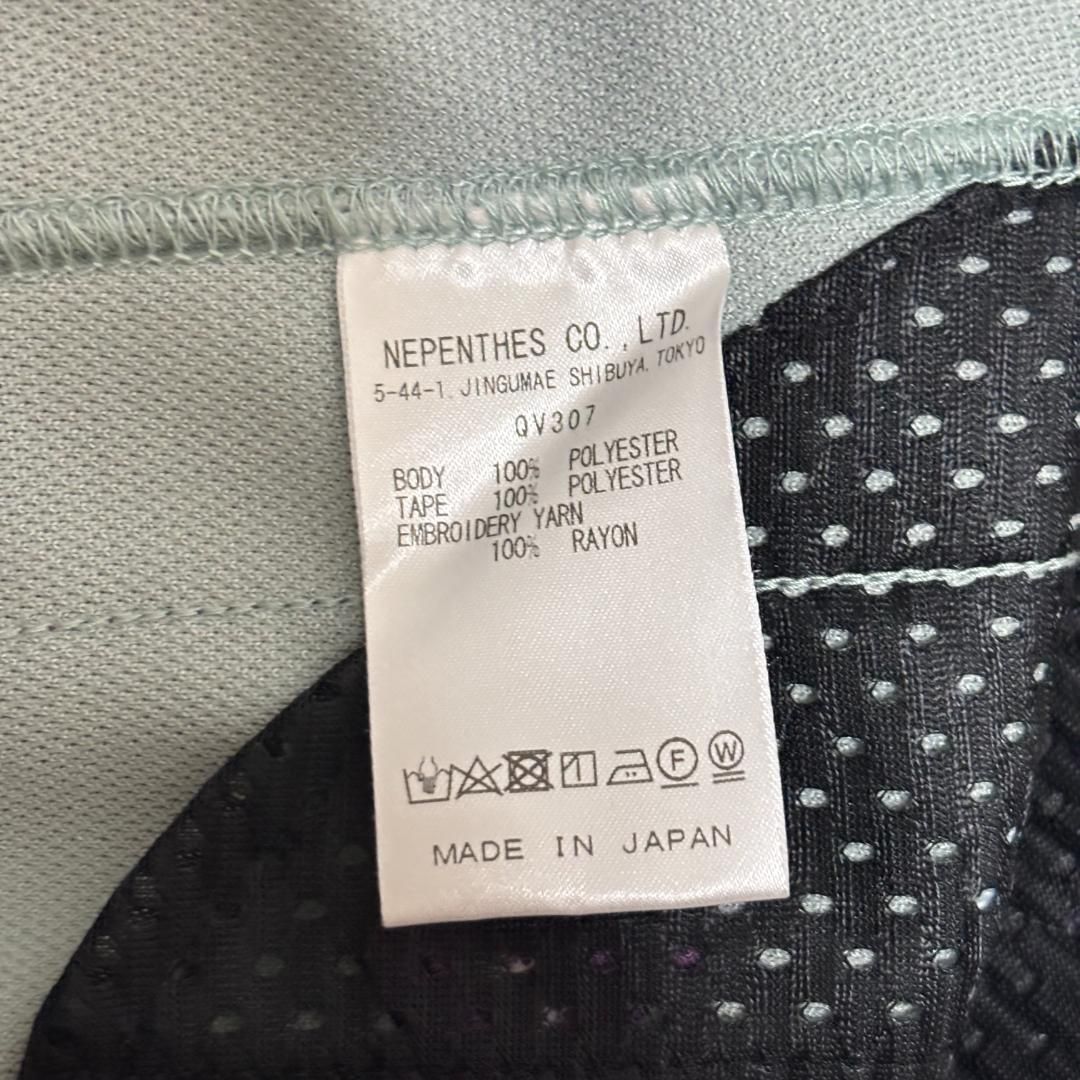 NEPENTHES CO.,LTD.
5-44-1. JINGUMAE SHIBUYA. TOKYO
QV307
BODY 100% POLYESTER
TAPE 100% POLYESTER
EMBROIDERY YARN
100% RAYON
F W
MADE IN JAPAN